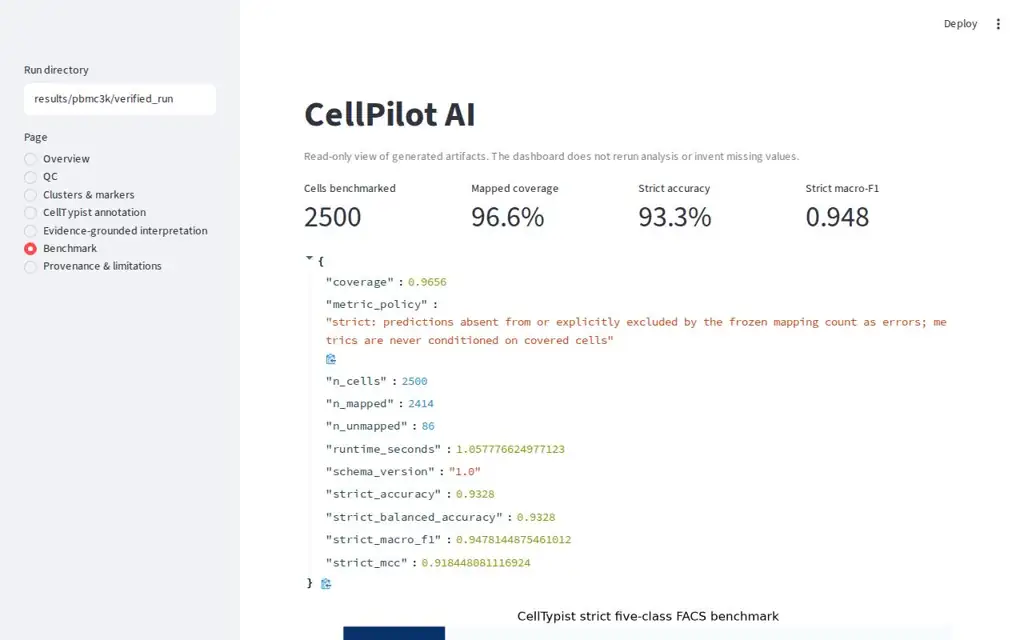 Deploy
Run directory
results/pbmc3k/verified_run
Page
Overview
QC
Clusters & markers
CellTypist annotation
Evidence-grounded interpretation
Benchmark
Provenance & limitations
CellPilot AI
Read-only view of generated artifacts. The dashboard does not rerun analysis or invent missing values.
Cells benchmarked
2500
Mapped coverage
96.6%
Strict accuracy
93.3%
Strict macro-F1
0.948
{
"coverage" : 0.9656
"metric_policy" :
"strict: predictions absent from or explicitly excluded by the frozen mapping count as errors; me
trics are never conditioned on covered cells"
"n_cells" : 2500
"n_mapped" : 2414
"n_unmapped" : 86
"runtime_seconds" : 1.057776624977123
"schema_version" : "1.0"
"strict_accuracy" : 0.9328
"strict_balanced_accuracy" : 0.9328
"strict_macro_f1" : 0.9478144875461012
"strict_mcc" : 0.918448081116924
}
CellTypist strict five-class FACS benchmark